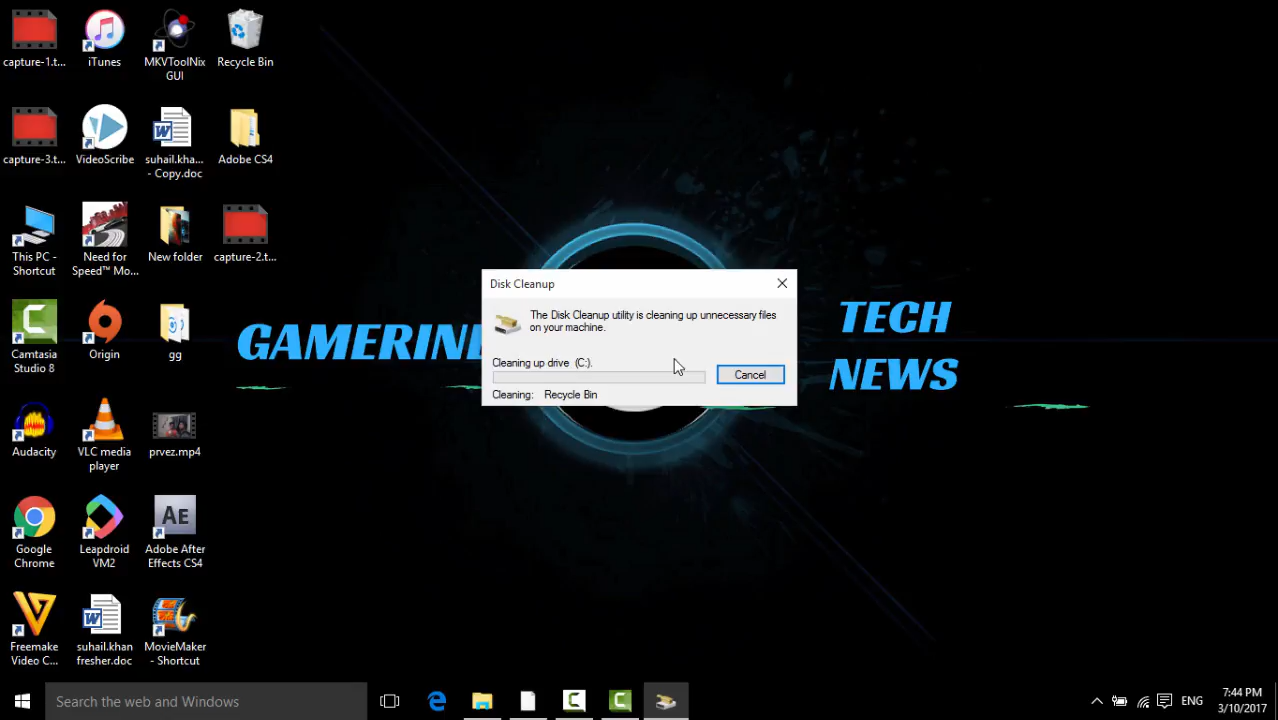 capture-1.t...
iTunes
MKVToolNix
GUI
Recycle Bin
capture-3.t...
VideoScribe
suhail.kha...
- Copy.doc
Adobe CS4
This PC -
Shortcut
Need for
Speed™ Mo...
New folder
capture-2.t...
Camtasia
Studio 8
Origin
gg
Audacity
VLC media
player
prvez.mp4
Google
Chrome
Leapdroid
VM2
AE
Adobe After
Effects CS4
Freemake
Video C...
suhail.khan
fresher.doc
MovieMaker
- Shortcut
TECH
NEWS
Disk Cleanup
The Disk Cleanup utility is cleaning up unnecessary files
on your machine.
Cleaning up drive (C:).
Cancel
Cleaning: Recycle Bin
Search the web and Windows
ENG
7:44 PM
3/10/2017